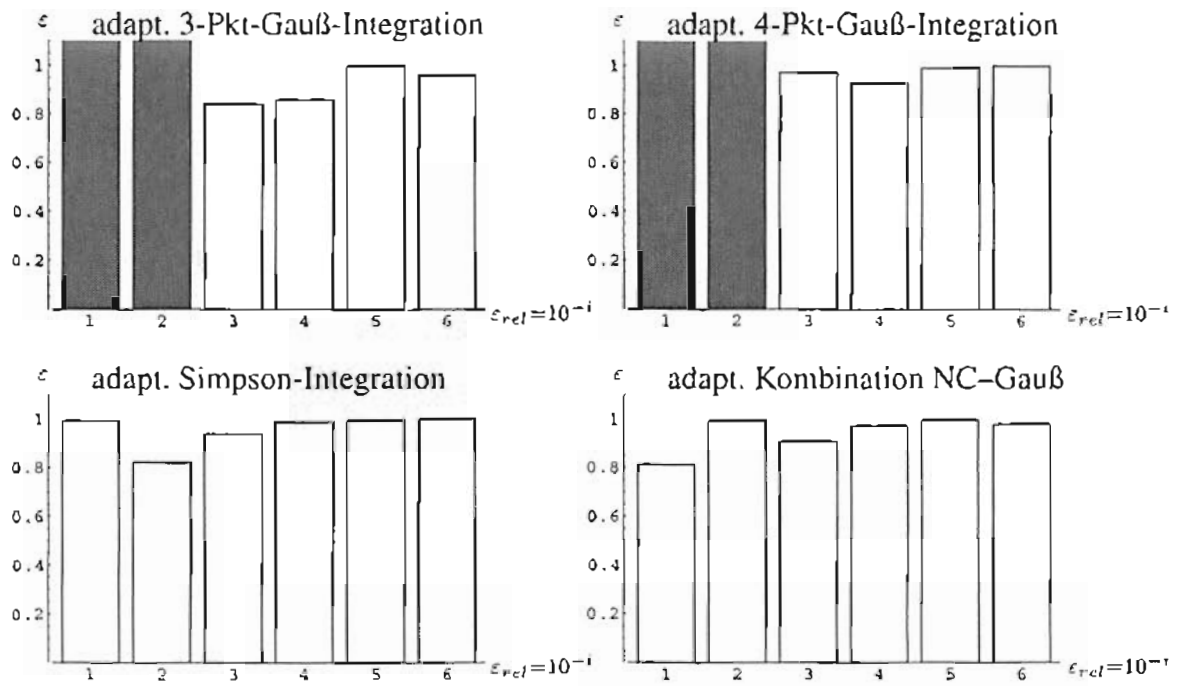 ε adapt. 3-Pkt-Gauß-Integration
1
0.8
0.6
0.4
0.2
1 2 3 4 5 6 ε_rel=10^-i
ε adapt. 4-Pkt-Gauß-Integration
1
0.8
0.6
0.4
0.2
1 2 3 4 5 6 ε_rel=10^-i
ε adapt. Simpson-Integration
1
0.8
0.6
0.4
0.2
1 2 3 4 5 6 ε_rel=10^-i
ε adapt. Kombination NC–Gauß
1
0.8
0.6
0.4
0.2
1 2 3 4 5 6 ε_rel=10^-i